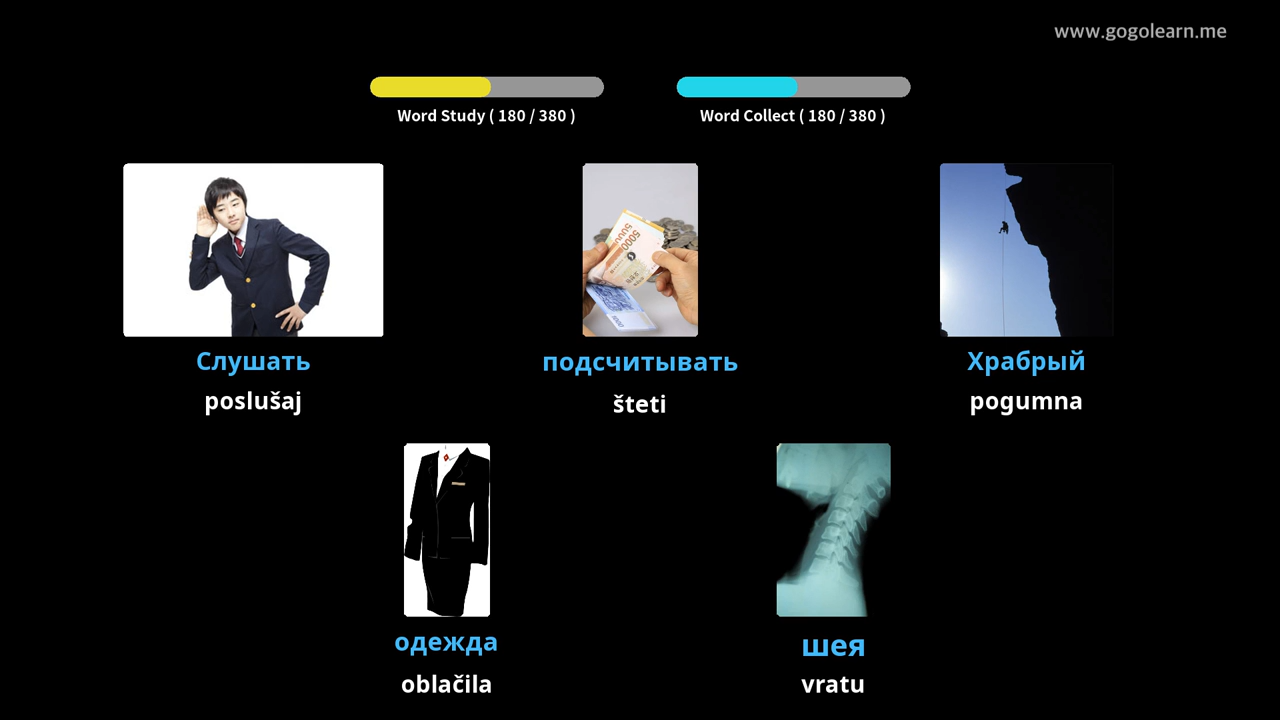 www.gogolearn.me
Word Study ( 180 / 380 )
Word Collect ( 180 / 380 )
Слушать
poslušaj
подсчитывать
šteti
Храбрый
pogumna
одежда
oblačila
шея
vratu